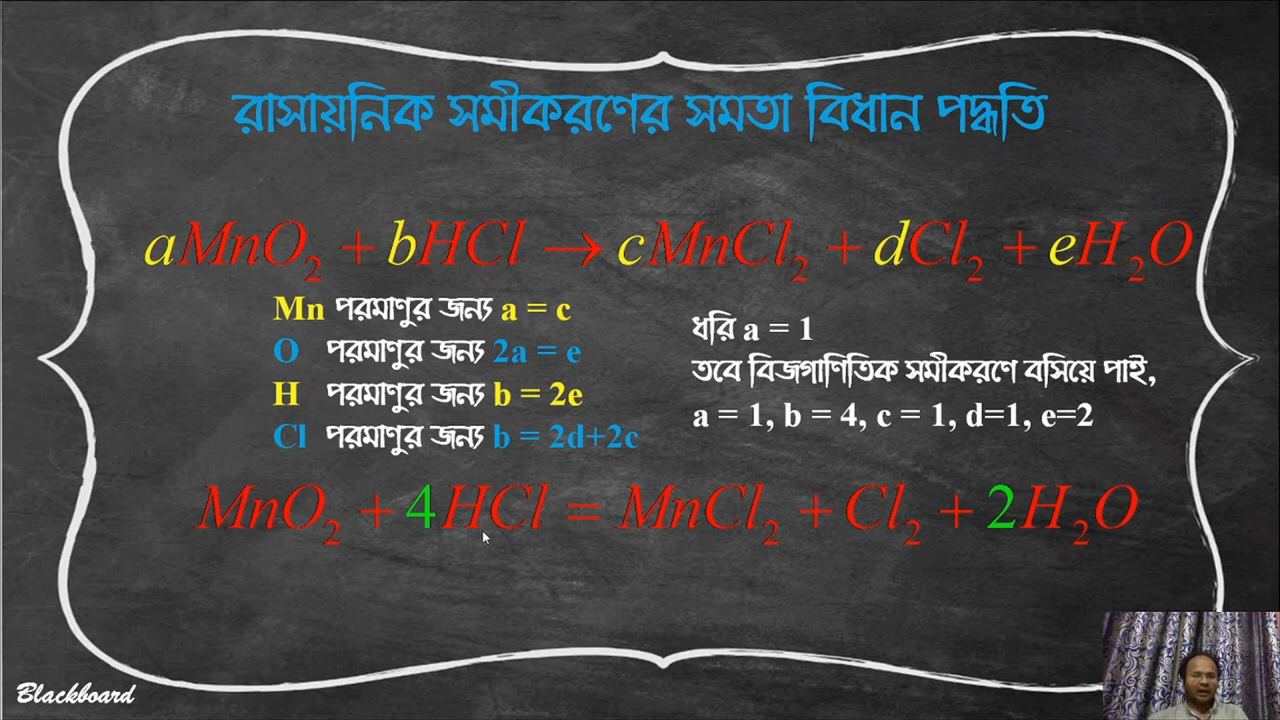 রাসায়নিক সমীকরণের সমতা বিধান পদ্ধতি
aMnO₂ + bHCl → cMnCl₂ + dCl₂ + eH₂O
Mn পরমাণুর জন্য a = c
O পরমাণুর জন্য 2a = e
H পরমাণুর জন্য b = 2e
Cl পরমাণুর জন্য b = 2d+2c
ধরি a = 1
তবে বিজগাণিতিক সমীকরণে বসিয়ে পাই,
a = 1, b = 4, c = 1, d=1, e=2
MnO₂ + 4HCl = MnCl₂ + Cl₂ + 2H₂O
Blackboard